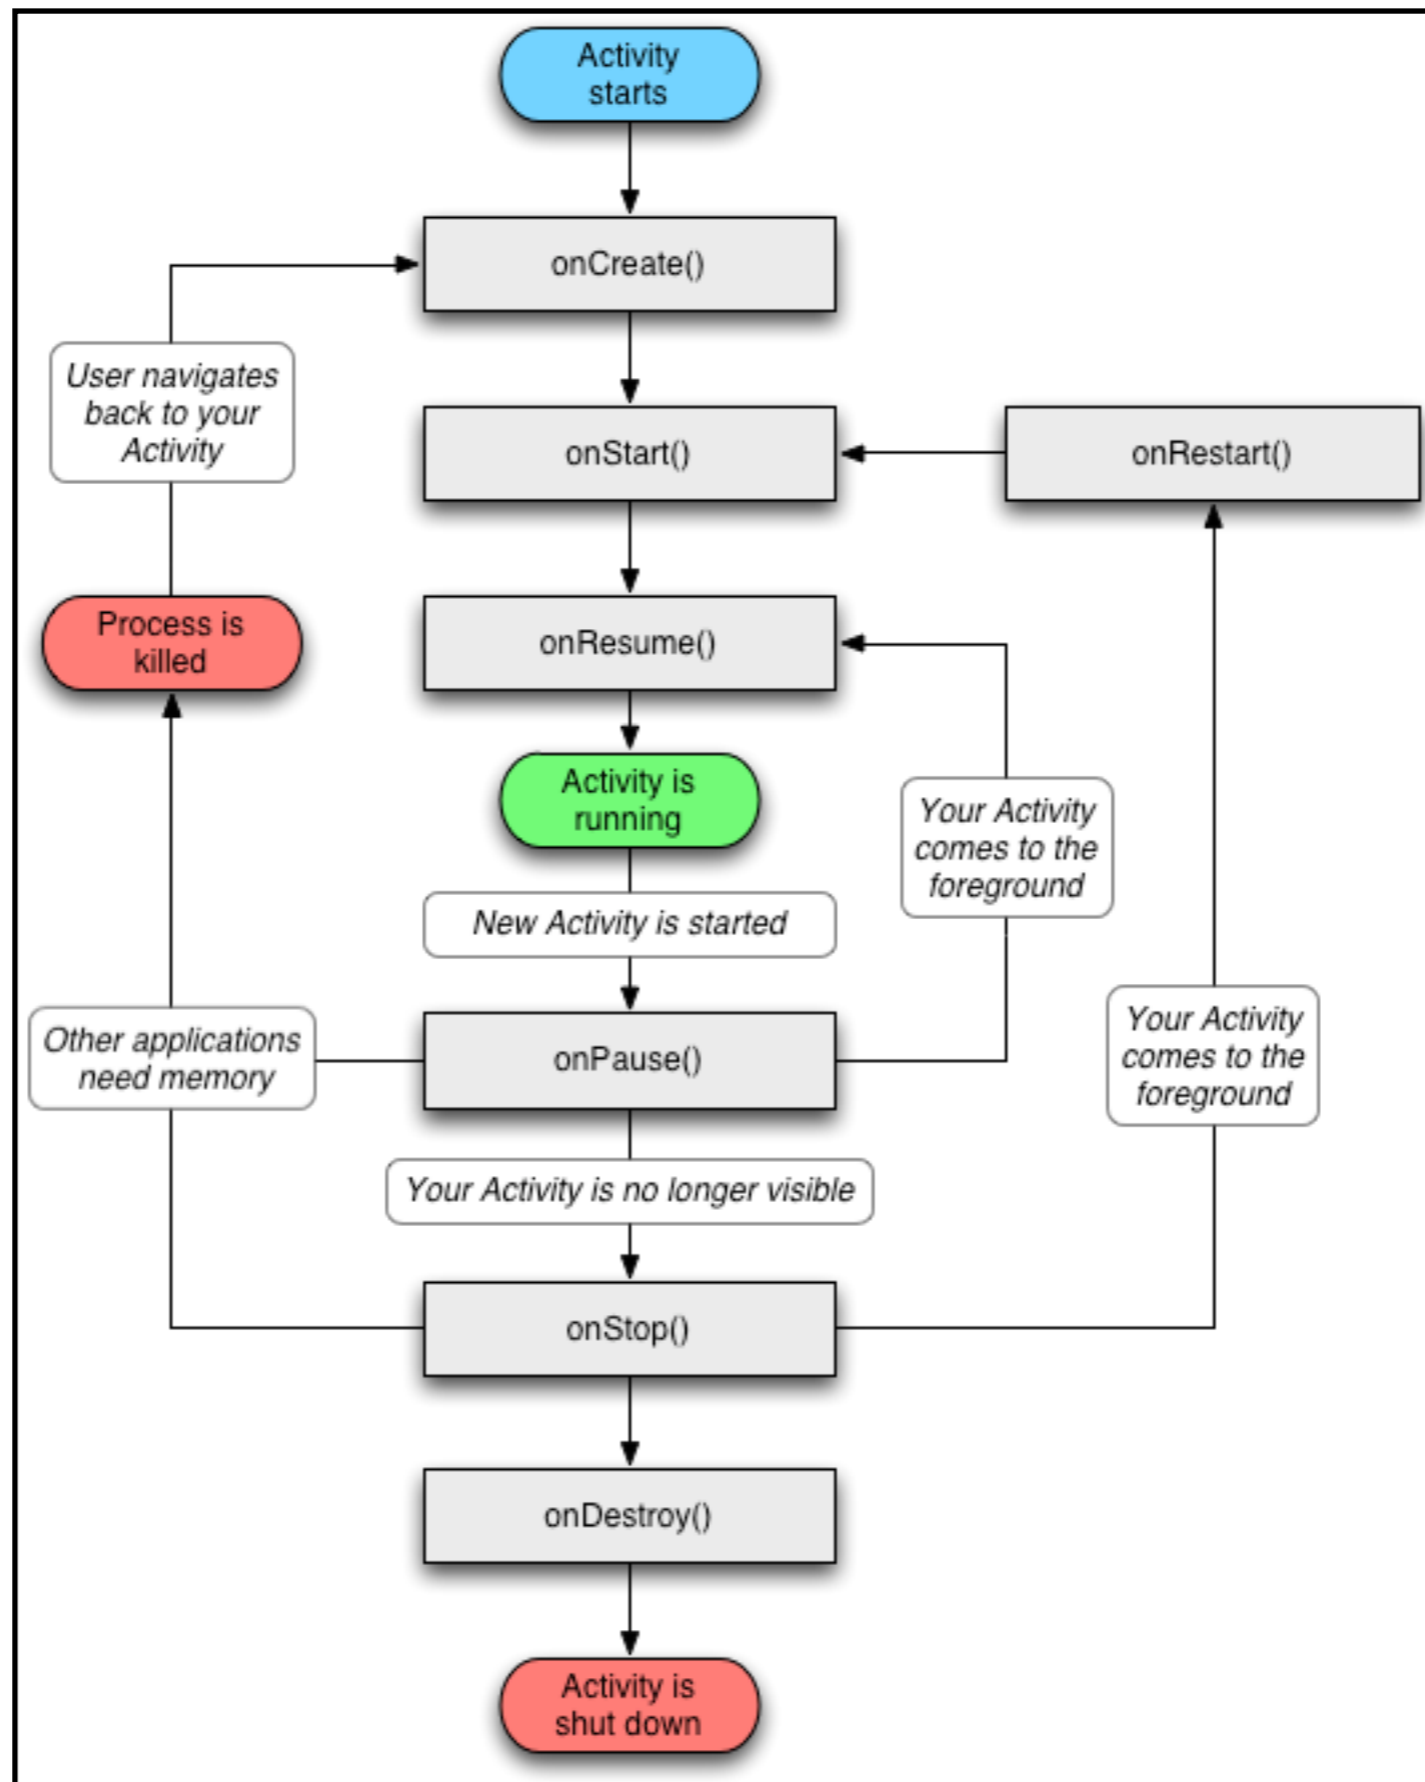 Activity
starts
onCreate()
User navigates
back to your
Activity
onStart()
onRestart()
Process is
killed
onResume()
Activity is
running
Your Activity
comes to the
foreground
New Activity is started
Other applications
need memory
onPause()
Your Activity
comes to the
foreground
Your Activity is no longer visible
onStop()
onDestroy()
Activity is
shut down